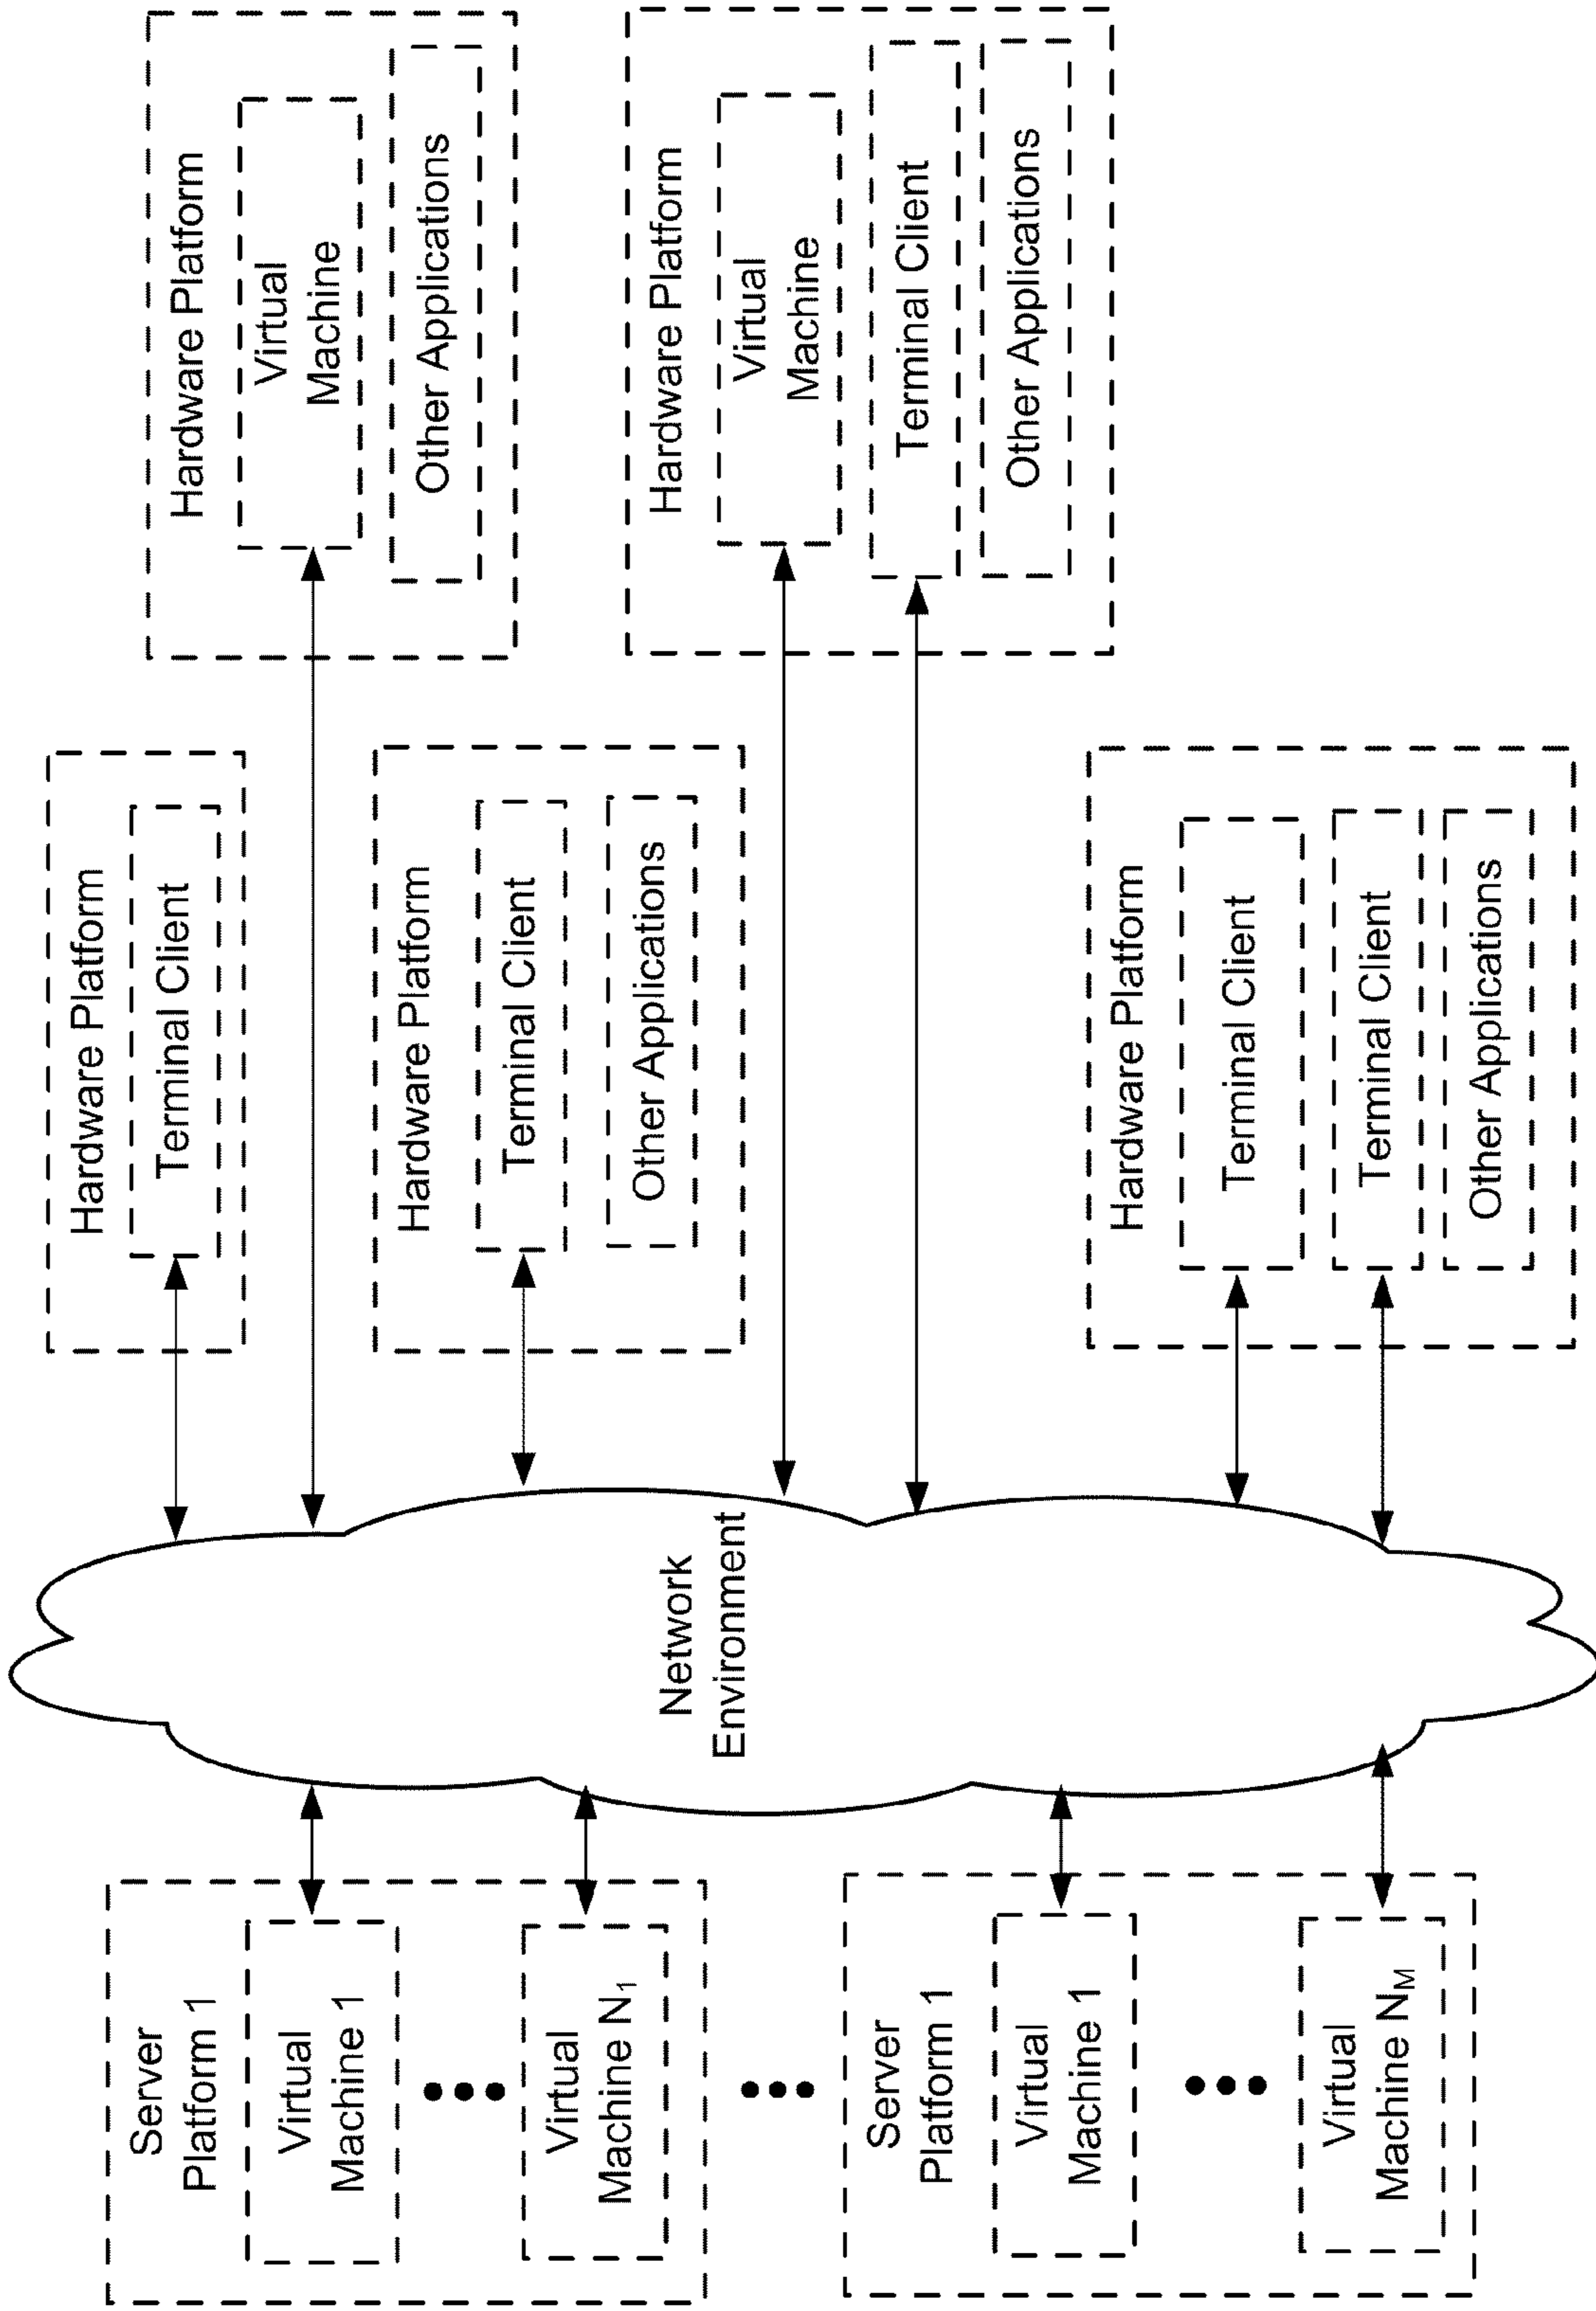 Server
Platform 1
Virtual
Machine 1
Virtual
Machine N₁
Server
Platform 1
Virtual
Machine 1
Virtual
Machine Nₘ
Network
Environment
Hardware Platform
Terminal Client
Hardware Platform
Terminal Client
Other Applications
Hardware Platform
Terminal Client
Terminal Client
Other Applications
Hardware Platform
Virtual
Machine
Other Applications
Hardware Platform
Virtual
Machine
Terminal Client
Other Applications